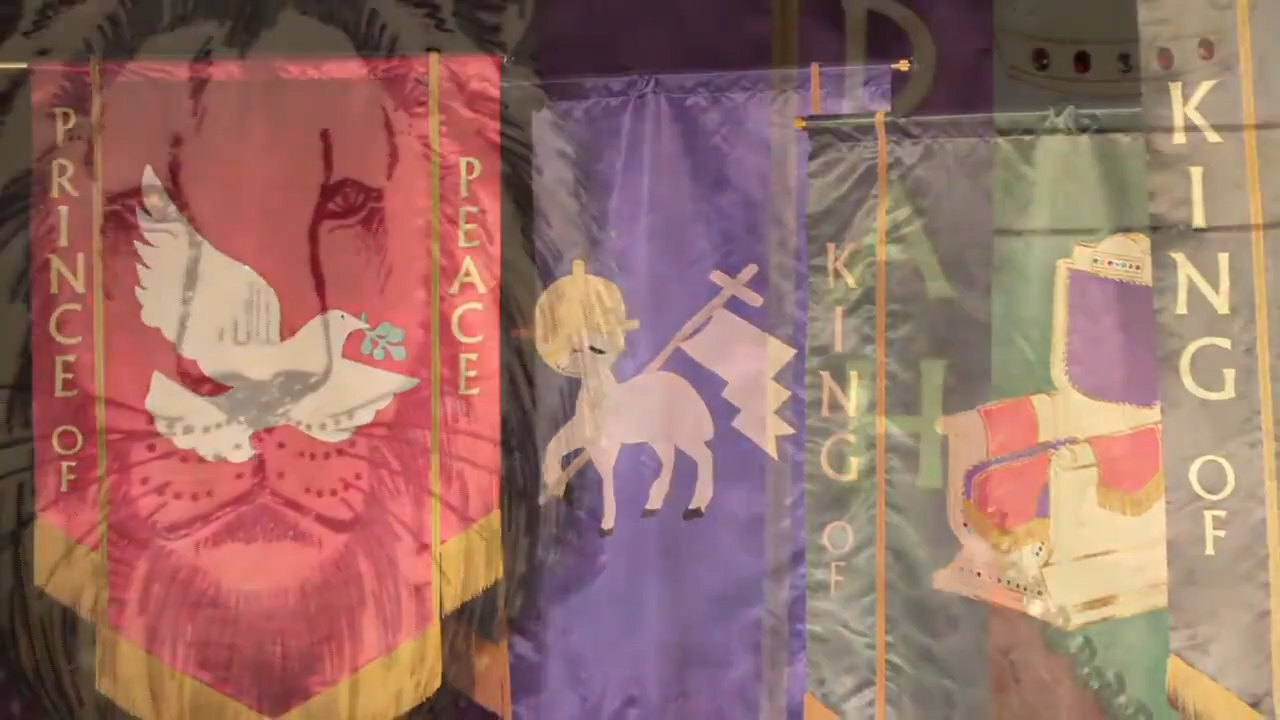 PRINCE OF
PEACE
KING OF
KING OF
D
A
H